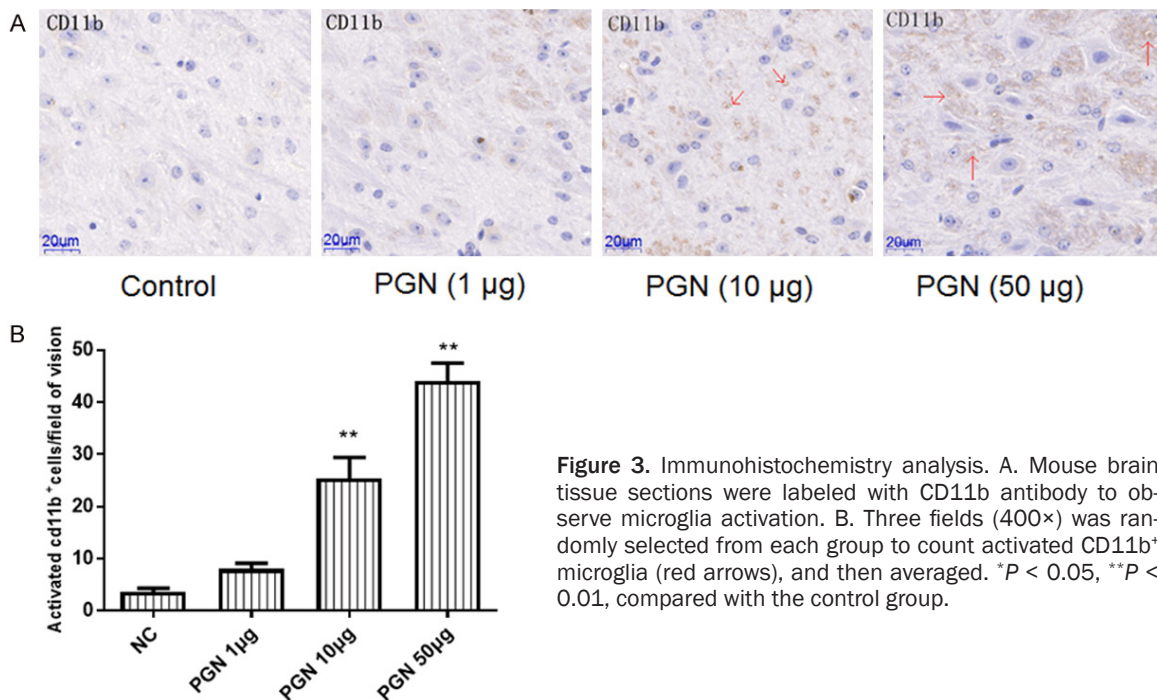 A
CD11b
CD11b
CD11b
CD11b
20µm
20µm
20µm
20µm
Control
PGN (1 µg)
PGN (10 µg)
PGN (50 µg)
B
Activated cd11b⁺cells/field of vision
50
40
30
20
10
0
**
**
NC
PGN 1µg
PGN 10µg
PGN 50µg
Figure 3. Immunohistochemistry analysis. A. Mouse brain
tissue sections were labeled with CD11b antibody to ob-
serve microglia activation. B. Three fields (400×) was ran-
domly selected from each group to count activated CD11b⁺
microglia (red arrows), and then averaged. *P < 0.05, **P <
0.01, compared with the control group.